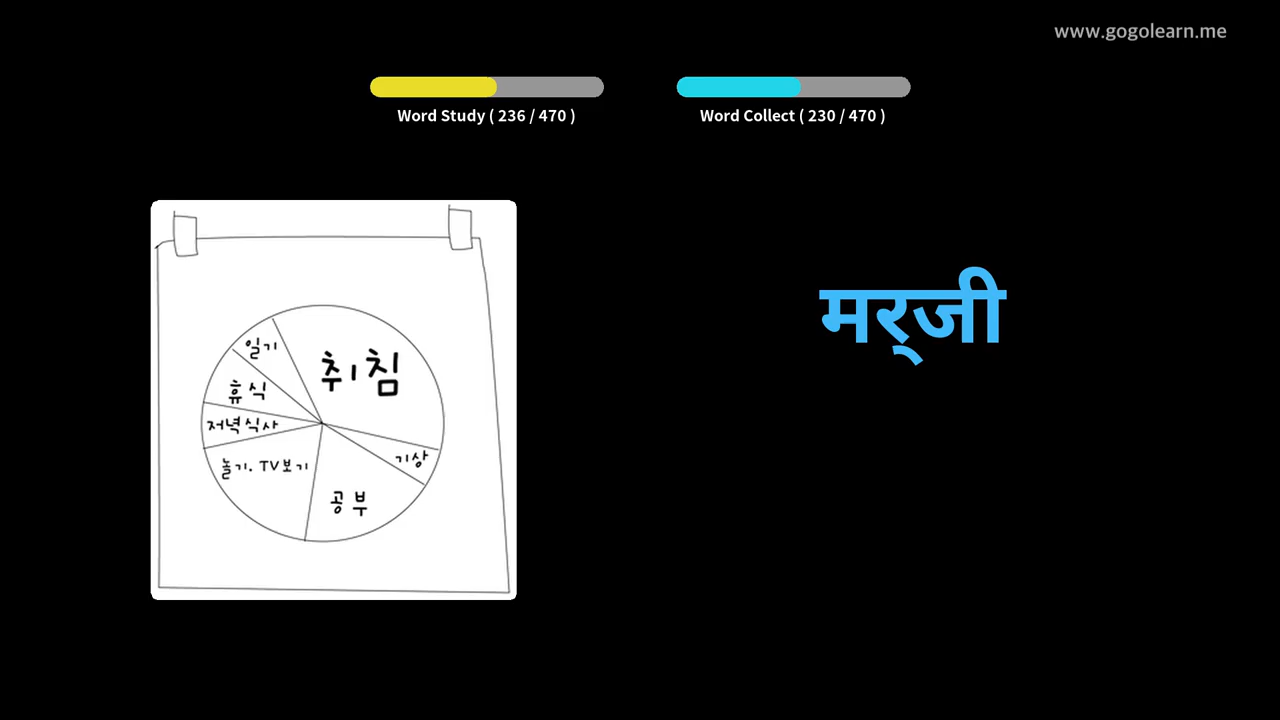 www.gogolearn.me
Word Study ( 236 / 470 )
Word Collect ( 230 / 470 )
일기
취침
휴식
저녁식사
놀기. TV보기
기상
공부
मर्‌जी